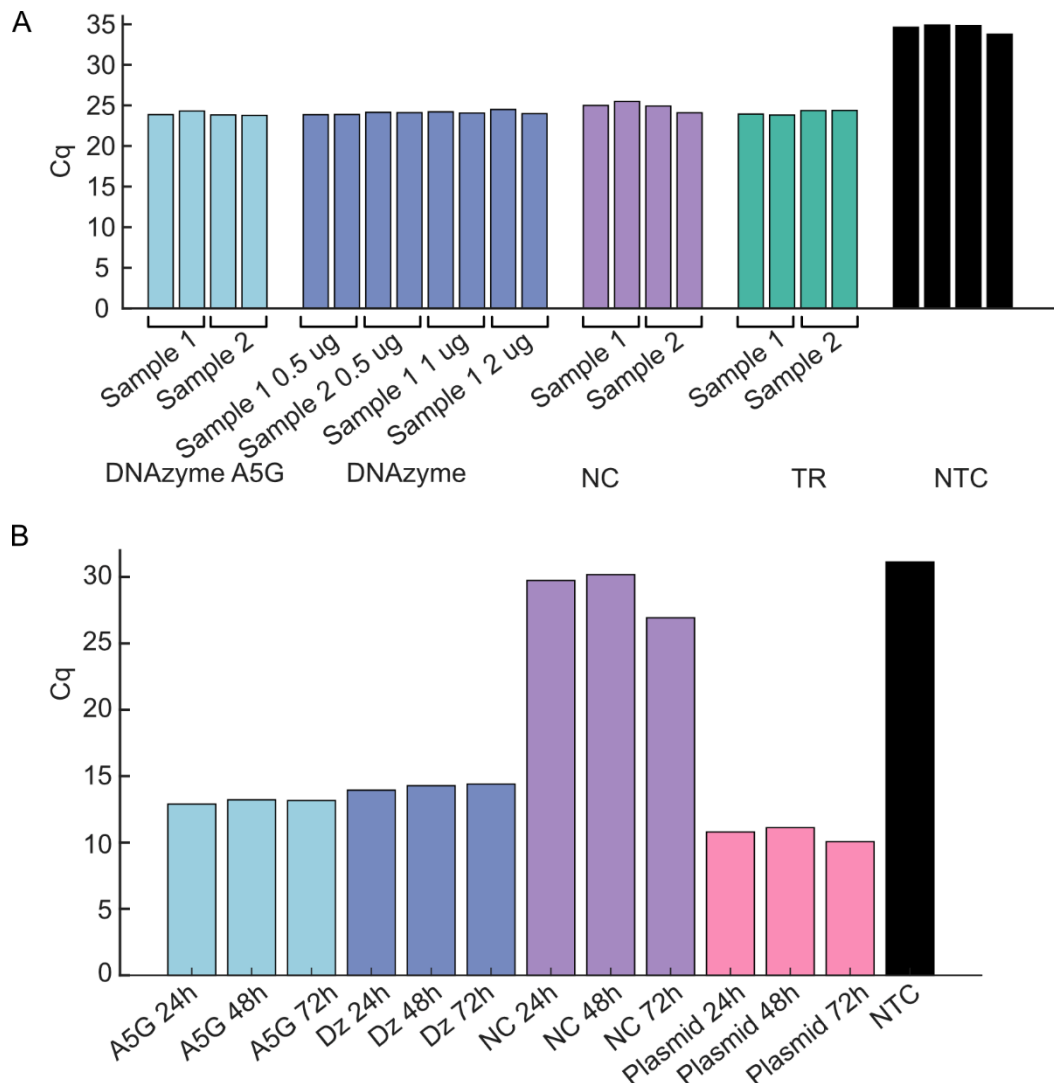 A
Cq
35
30
25
20
15
10
5
0
Sample 1
Sample 2
Sample 1 0.5 ug
Sample 2 0.5 ug
Sample 1 1 ug
Sample 1 2 ug
Sample 1
Sample 2
Sample 1
Sample 2
DNAzyme A5G
DNAzyme
NC
TR
NTC
B
Cq
30
25
20
15
10
5
0
A5G 24h
A5G 48h
A5G 72h
Dz 24h
Dz 48h
Dz 72h
NC 24h
NC 48h
NC 72h
Plasmid 24h
Plasmid 48h
Plasmid 72h
NTC